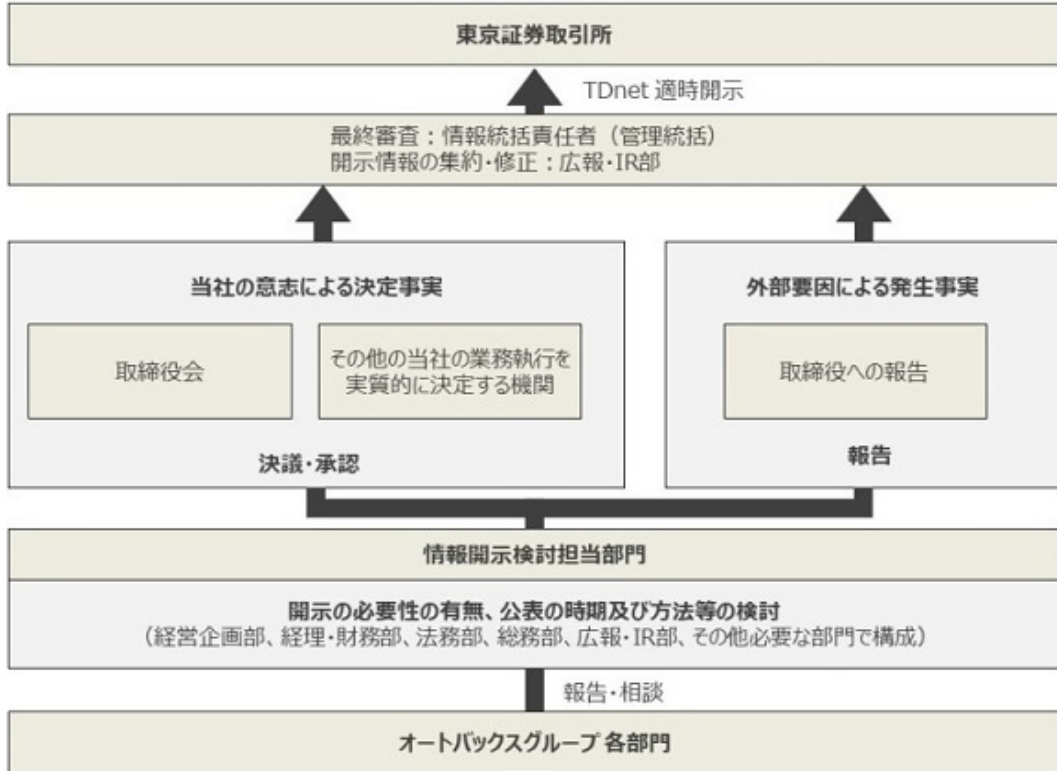 東京証券取引所
TDnet 適時開示
最終審査：情報統括責任者（管理統括）
開示情報の集約・修正：広報・IR部
当社の意志による決定事実
取締役会
その他の当社の業務執行を
実質的に決定する機関
決議・承認
外部要因による発生事実
取締役への報告
報告
情報開示検討担当部門
開示の必要性の有無、公表の時期及び方法等の検討
（経営企画部、経理・財務部、法務部、総務部、広報・IR部、その他必要な部門で構成）
報告・相談
オートバックスグループ 各部門